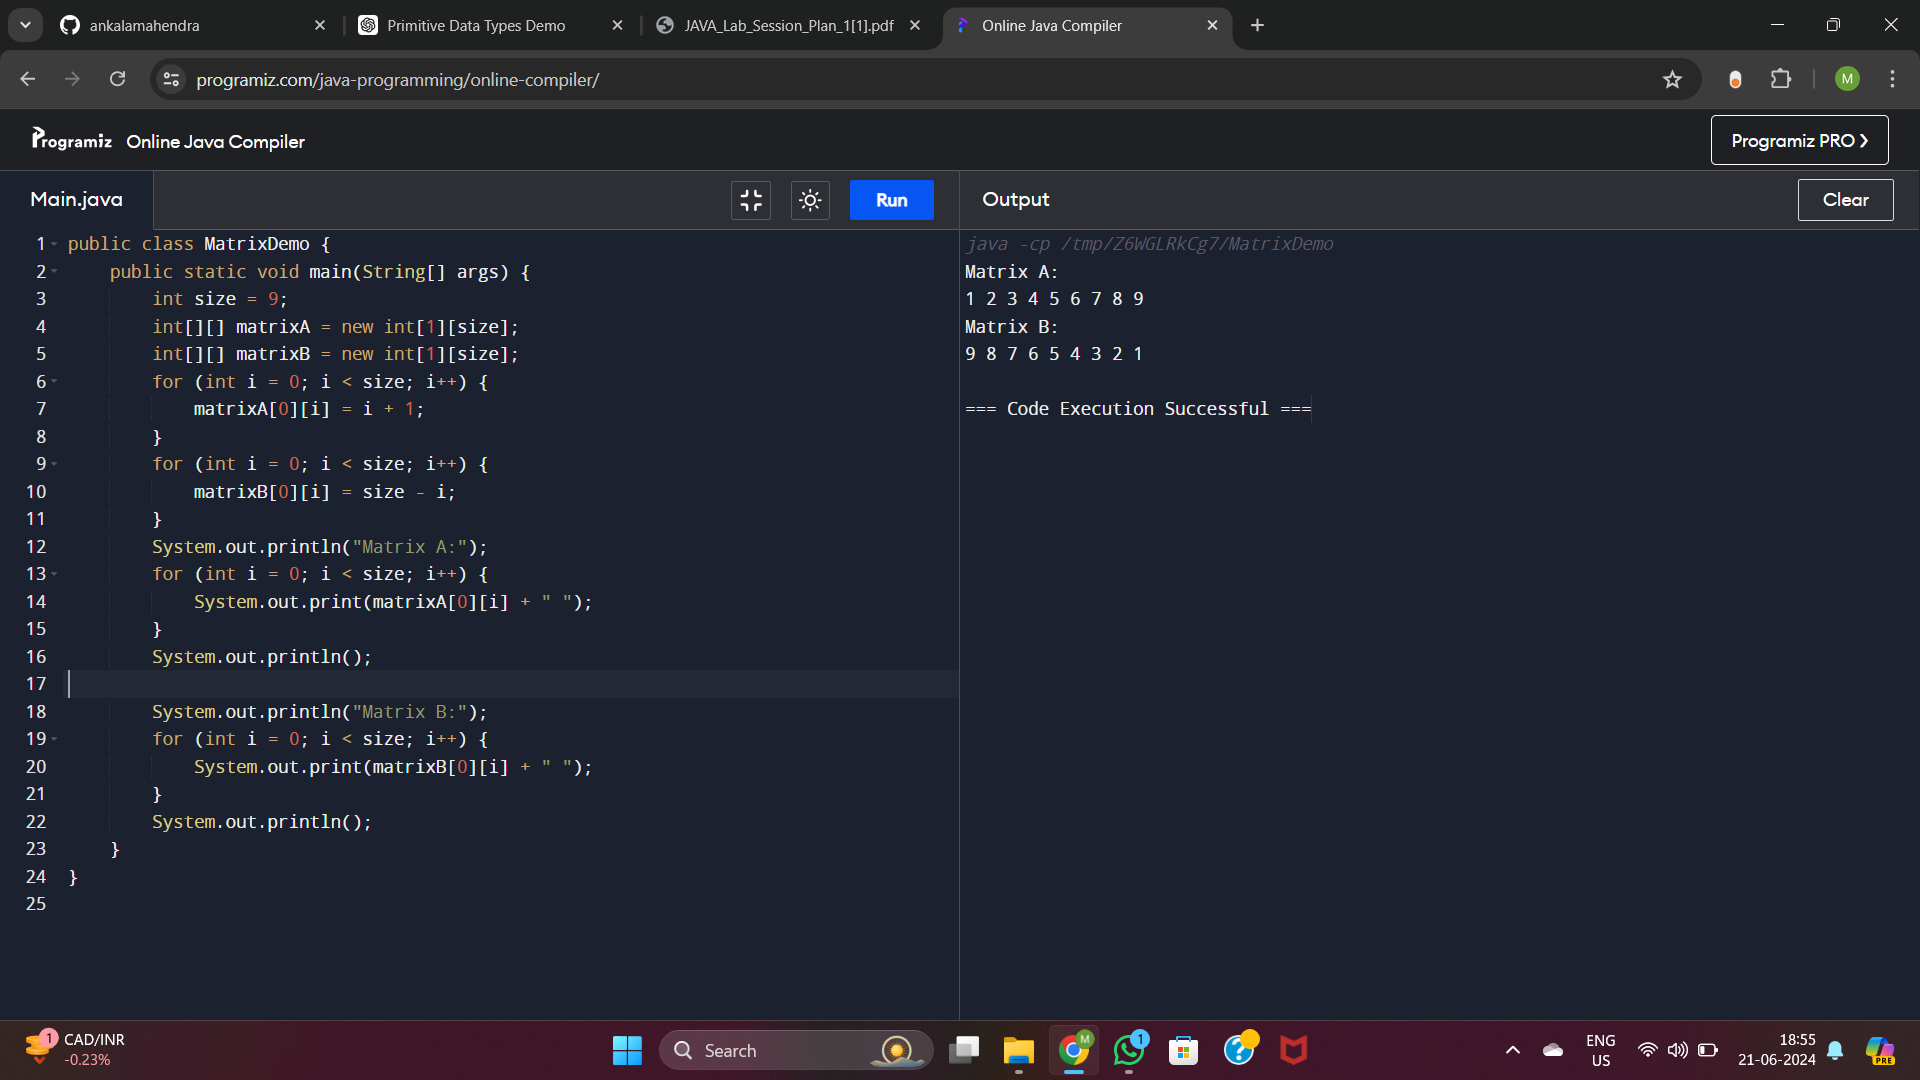 ankalamahendra
Primitive Data Types Demo
JAVA_Lab_Session_Plan_1[1].pdf
Online Java Compiler
programiz.com/java-programming/online-compiler/
M
Programiz Online Java Compiler
Programiz PRO
Main.java
Run
Output
Clear
1 public class MatrixDemo {
2     public static void main(String[] args) {
3         int size = 9;
4         int[][] matrixA = new int[1][size];
5         int[][] matrixB = new int[1][size];
6         for (int i = 0; i < size; i++) {
7             matrixA[0][i] = i + 1;
8         }
9         for (int i = 0; i < size; i++) {
10             matrixB[0][i] = size - i;
11         }
12         System.out.println("Matrix A:");
13         for (int i = 0; i < size; i++) {
14             System.out.print(matrixA[0][i] + " ");
15         }
16         System.out.println();
17
18         System.out.println("Matrix B:");
19         for (int i = 0; i < size; i++) {
20             System.out.print(matrixB[0][i] + " ");
21         }
22         System.out.println();
23     }
24 }
25
java -cp /tmp/Z6WGLRkCg7/MatrixDemo
Matrix A:
1 2 3 4 5 6 7 8 9
Matrix B:
9 8 7 6 5 4 3 2 1
=== Code Execution Successful ===
1
CAD/INR
-0.23%
Search
M
1
ENG
US
18:55
21-06-2024
PRE